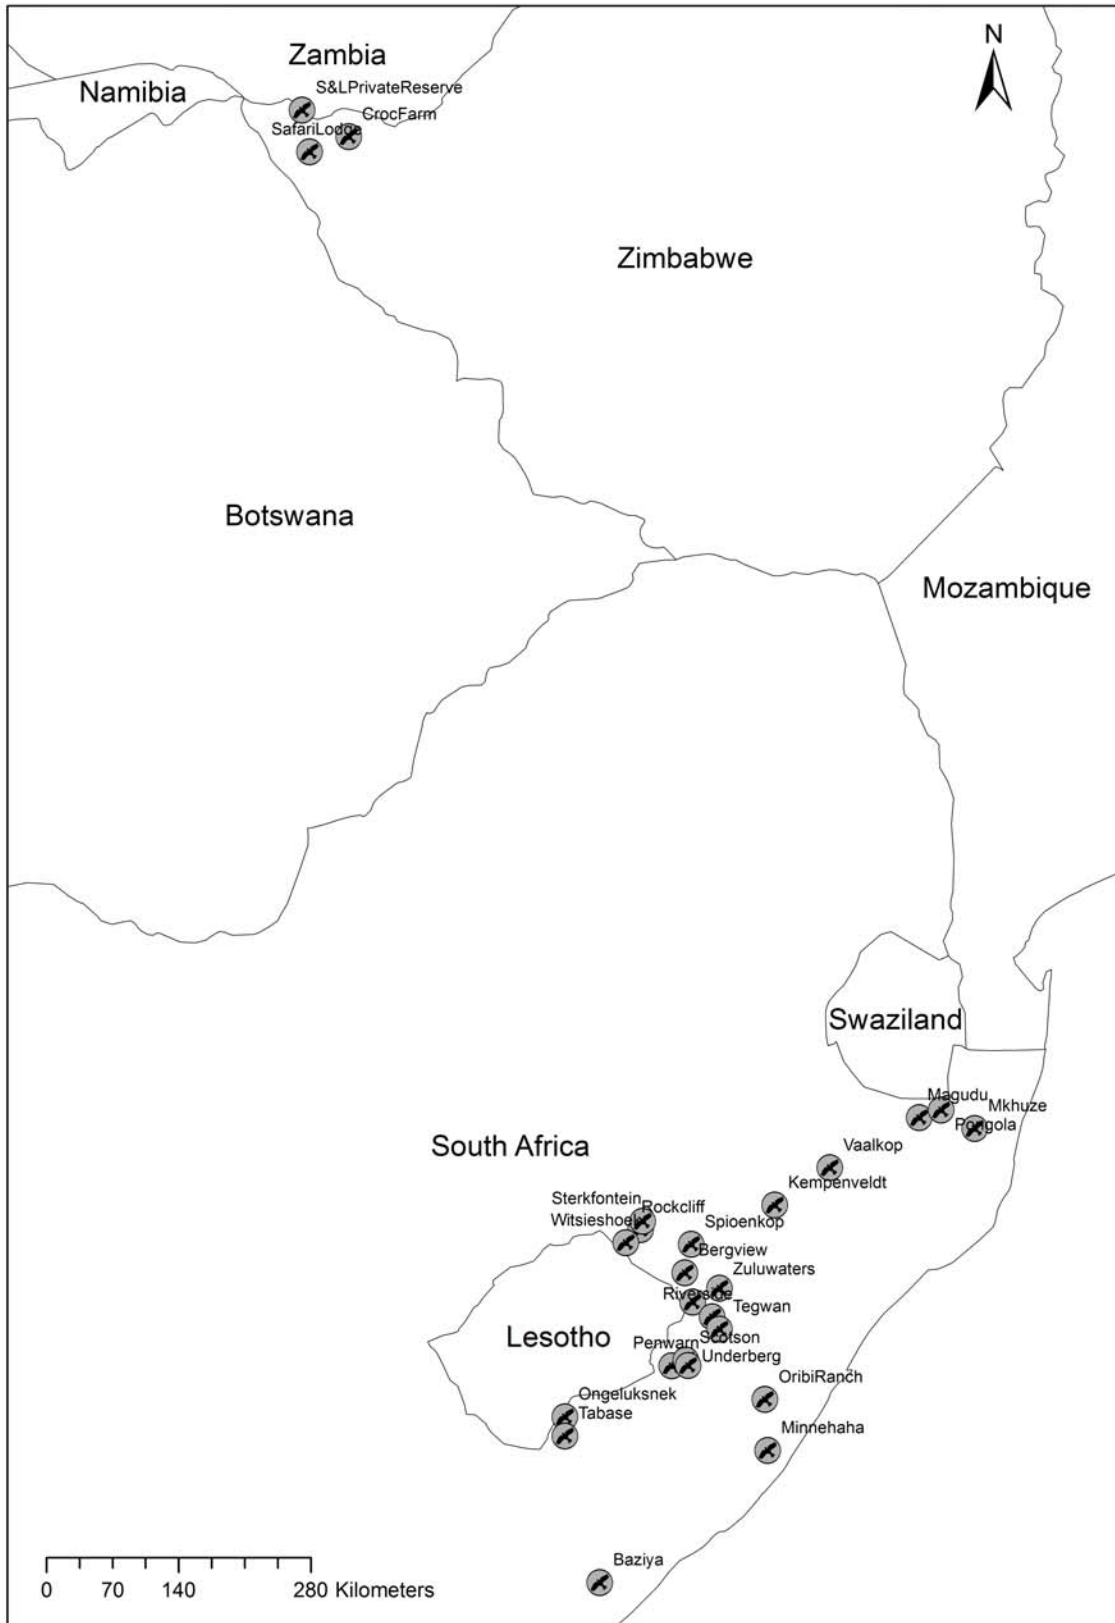 N
Zambia
Namibia
S&LPrivateReserve
CrocFarm
SafariLodge
Zimbabwe
Botswana
Mozambique
Swaziland
Magudu
Mkhuze
Pongola
South Africa
Vaalkop
Kempenveldt
Sterkfontein
Rockcliff
Witsieshoek
Spioenkop
Bergview
Zuluwaters
Riverside
Tegwan
Lesotho
Scotson
Penwarn
Underberg
Ongeluksnek
Tabase
OribiRanch
Minnehaha
Baziya
0 70 140 280 Kilometers